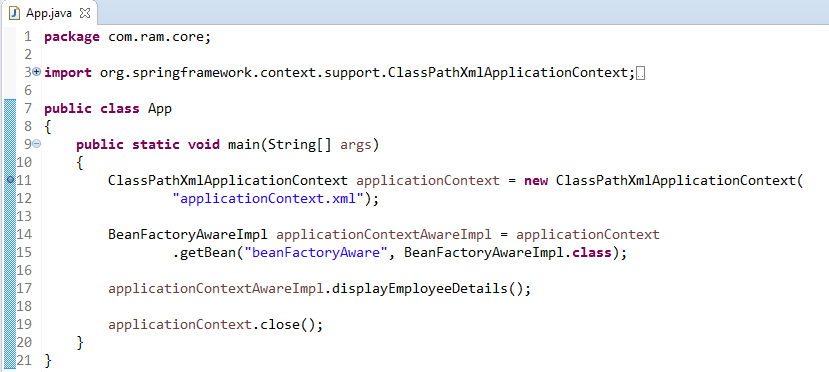 App.java
1 package com.ram.core;
2
3 import org.springframework.context.support.ClassPathXmlApplicationContext;
6
7 public class App
8 {
9     public static void main(String[] args)
10     {
11         ClassPathXmlApplicationContext applicationContext = new ClassPathXmlApplicationContext(
12                 "applicationContext.xml");
13
14         BeanFactoryAwareImpl applicationContextAwareImpl = applicationContext
15                 .getBean("beanFactoryAware", BeanFactoryAwareImpl.class);
16
17         applicationContextAwareImpl.displayEmployeeDetails();
18
19         applicationContext.close();
20     }
21 }